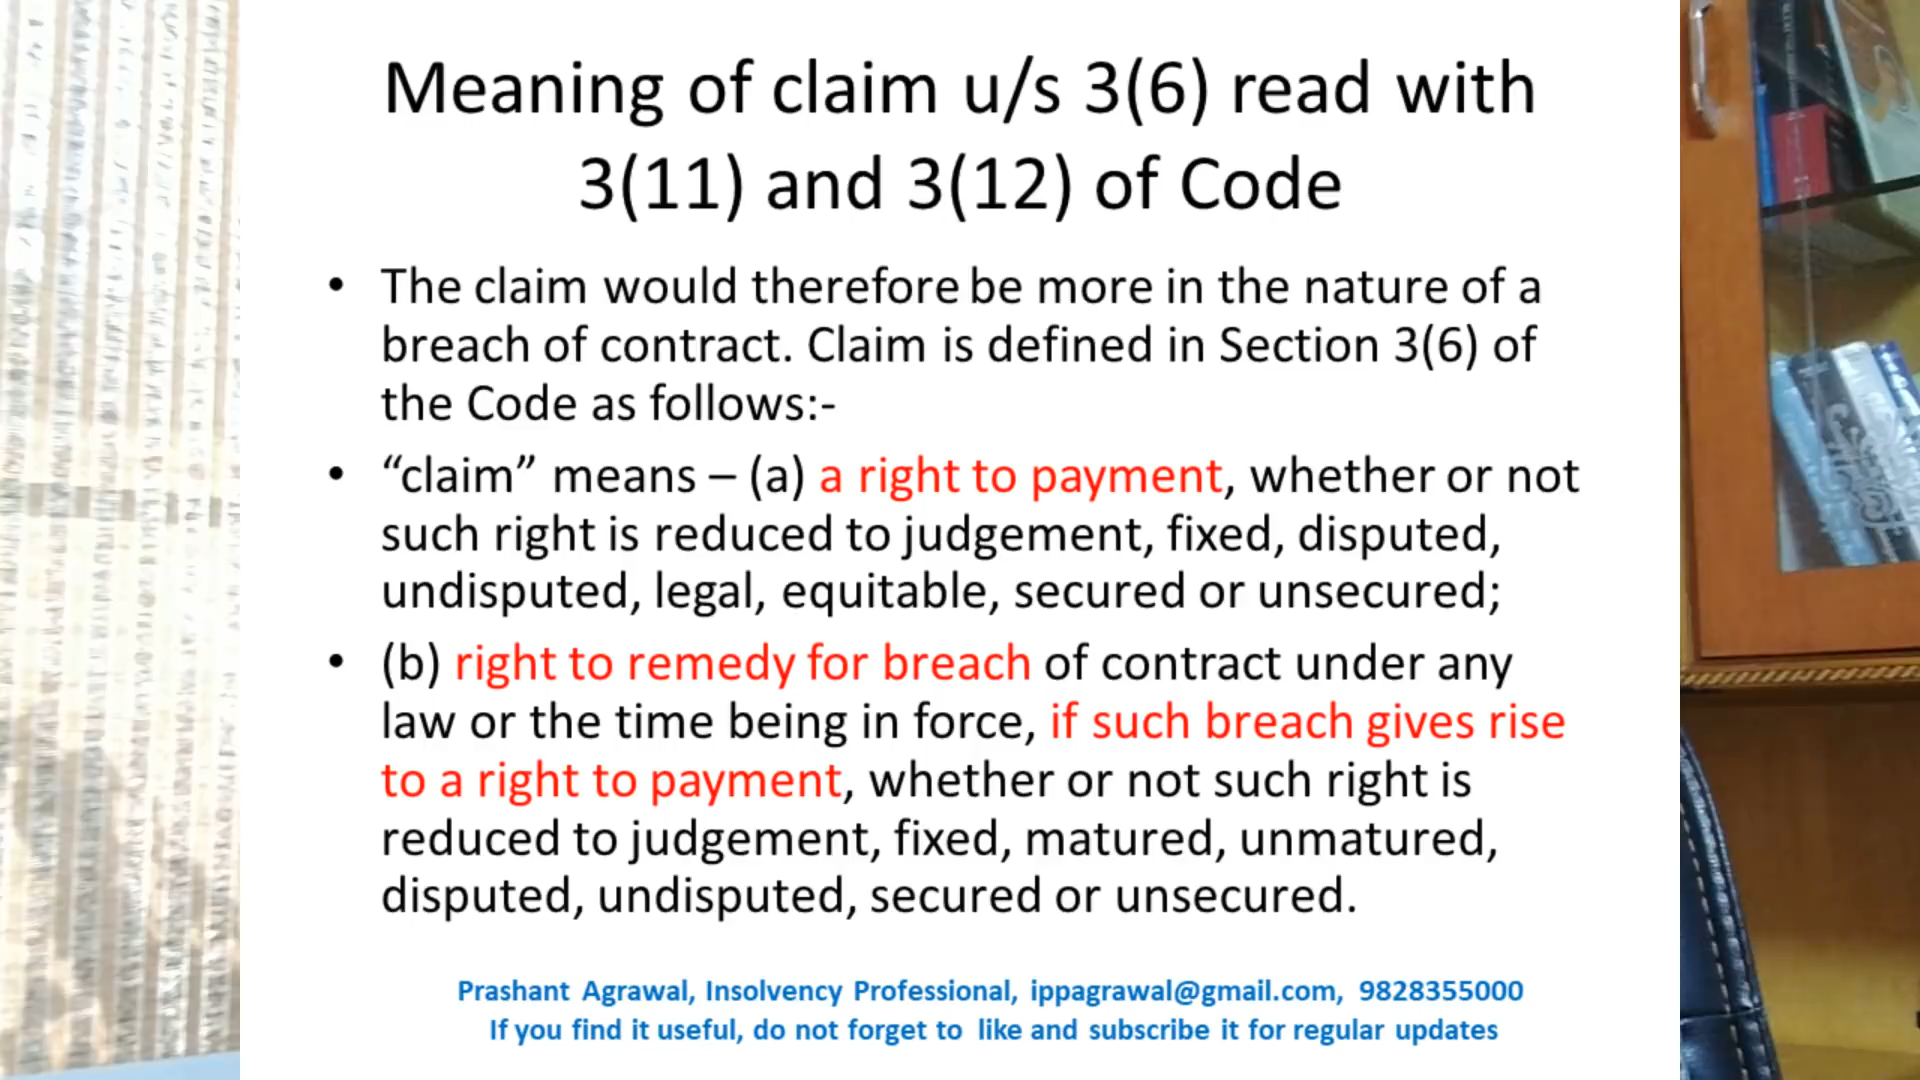 Meaning of claim u/s 3(6) read with
3(11) and 3(12) of Code
• The claim would therefore be more in the nature of a
breach of contract. Claim is defined in Section 3(6) of
the Code as follows:-
• “claim” means – (a) a right to payment, whether or not
such right is reduced to judgement, fixed, disputed,
undisputed, legal, equitable, secured or unsecured;
• (b) right to remedy for breach of contract under any
law or the time being in force, if such breach gives rise
to a right to payment, whether or not such right is
reduced to judgement, fixed, matured, unmatured,
disputed, undisputed, secured or unsecured.
Prashant Agrawal, Insolvency Professional, ippagrawal@gmail.com, 9828355000
If you find it useful, do not forget to like and subscribe it for regular updates